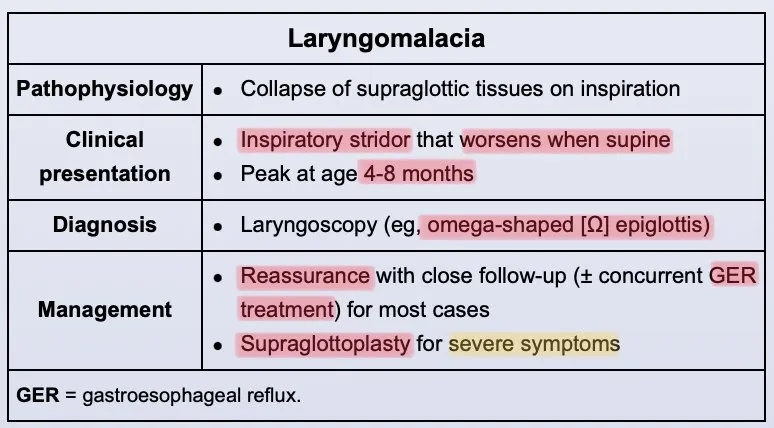 Laryngomalacia
Pathophysiology
• Collapse of supraglottic tissues on inspiration
Clinical
presentation
• Inspiratory stridor that worsens when supine
• Peak at age 4-8 months
Diagnosis
• Laryngoscopy (eg, omega-shaped [Ω] epiglottis)
Management
• Reassurance with close follow-up (± concurrent GER
treatment) for most cases
• Supraglottoplasty for severe symptoms
GER = gastroesophageal reflux.